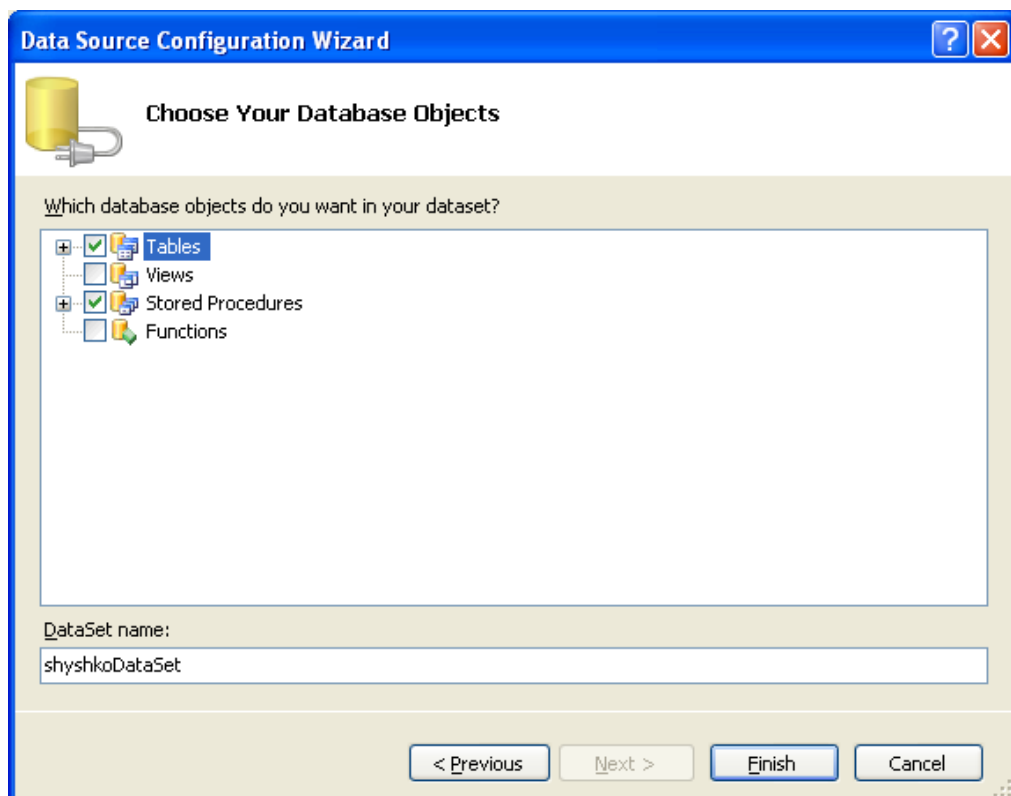 Data Source Configuration Wizard
Choose Your Database Objects
Which database objects do you want in your dataset?
Tables
Views
Stored Procedures
Functions
DataSet name:
shyshkoDataSet
< Previous Next > Finish Cancel